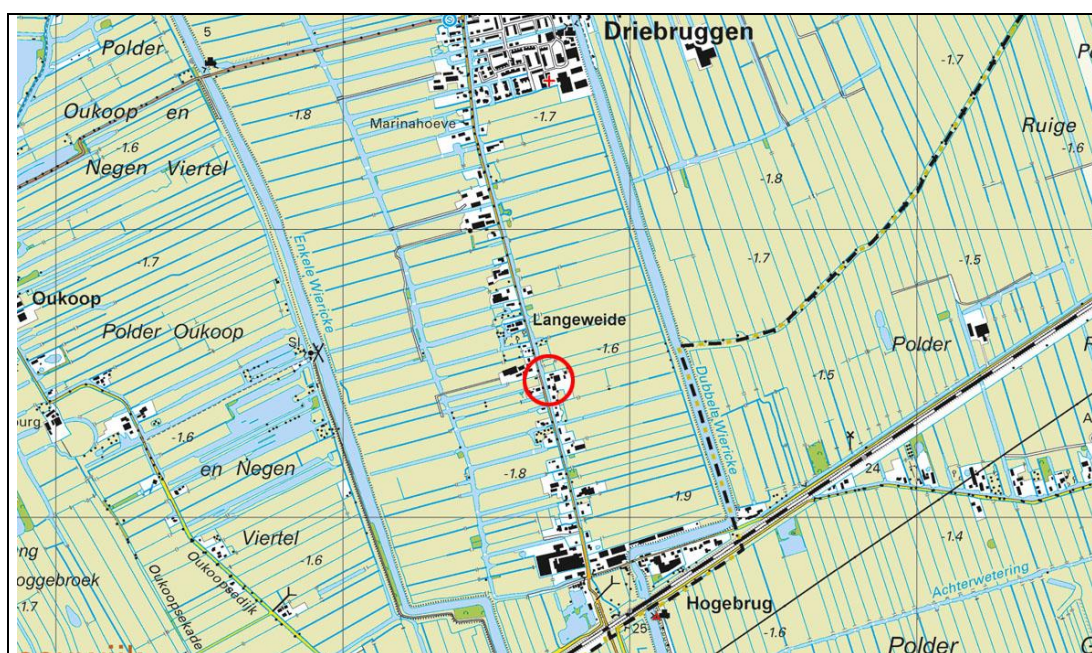 Driebruggen
5
Polder
-1.8
-1.7
Marinahoeve
-1.7
Oukoop en
-1.6
Negen Viertel
Ruige
-1.6
-1.8
-1.7
Enkele Wiericke
-1.7
-1.5
Oukoop
Polder Oukoop
Langeweide
-1.6
Polder
-1.5
Dubbele Wiericke
burg
-1.6
en Negen
-1.8
-1.9
24
Viertel
-1.6
-1.4
oggebroek
-1.7
Oukoopsedijk
Oukoopsekade
Hogebrug
25
-1.6
Achterwetering
Polder